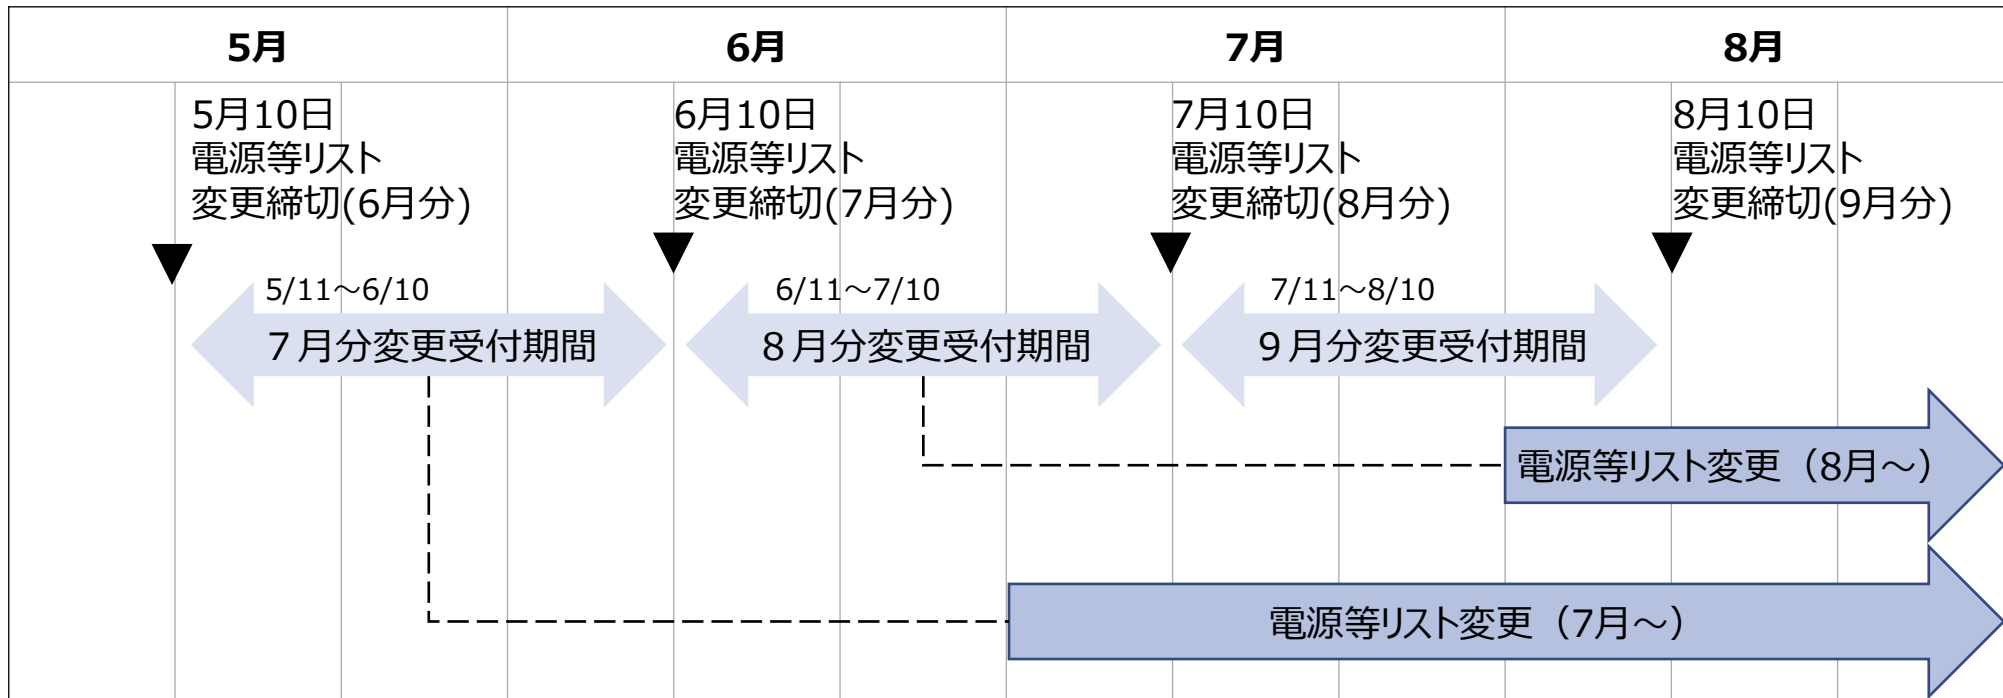 5月
6月
7月
8月
5月10日
電源等リスト
変更締切(6月分)
6月10日
電源等リスト
変更締切(7月分)
7月10日
電源等リスト
変更締切(8月分)
8月10日
電源等リスト
変更締切(9月分)
5/11～6/10
７月分変更受付期間
6/11～7/10
８月分変更受付期間
7/11～8/10
９月分変更受付期間
電源等リスト変更（8月～）
電源等リスト変更（7月～）